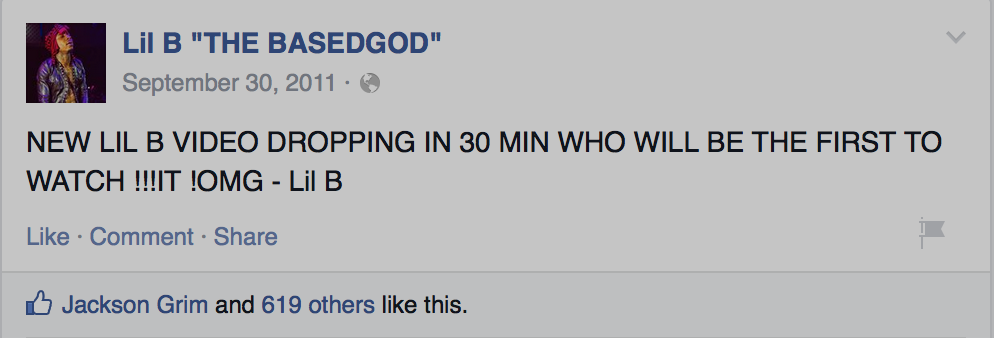 Lil B "THE BASEDGOD"
September 30, 2011 ·
NEW LIL B VIDEO DROPPING IN 30 MIN WHO WILL BE THE FIRST TO
WATCH !!!IT !OMG - Lil B
Like · Comment · Share
Jackson Grim and 619 others like this.